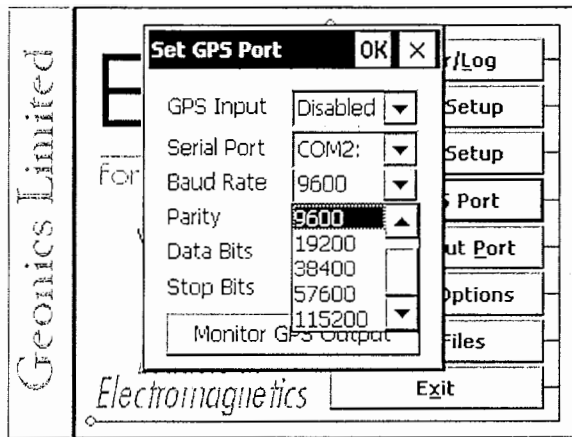 Geonics Limited
E
For
Set GPS Port OK ×
GPS Input Disabled
Serial Port COM2:
Baud Rate 9600
Parity 9600
19200
Data Bits
38400
Stop Bits 57600
115200
Monitor GPS Output
r/Log
Setup
Setup
S Port
ut Port
Options
Files
Exit
Electromagnetics